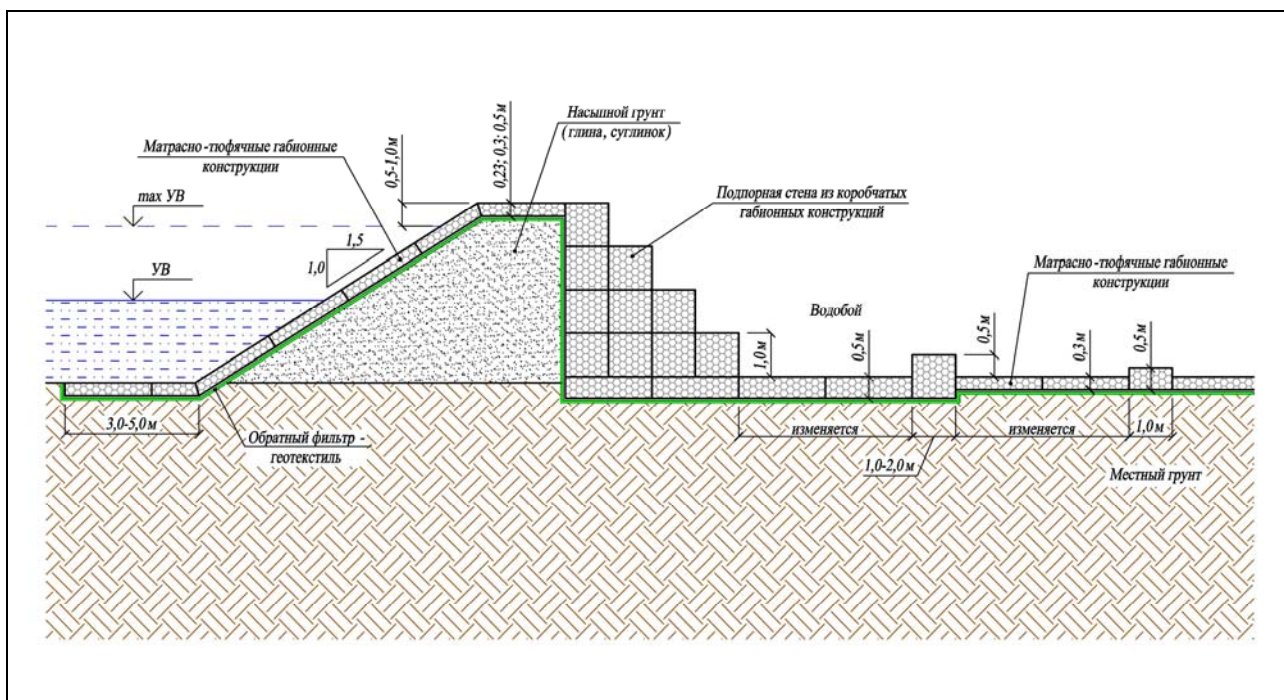 Насыпной грунт
(глина, суглинок)
Матрасно-тюфячные габионные
конструкции
0,5-1,0м
0,23; 0,3; 0,5м
Подпорная стена из коробчатых
габионных конструкций
max УВ
1,5
1,0
УВ
Матрасно-тюфячные габионные
конструкции
Водобой
1,0м
0,5м
0,5м
0,3м
0,5м
3,0-5,0м
Обратный фильтр -
геотекстиль
изменяется
1,0-2,0м
изменяется
1,0м
Местный грунт